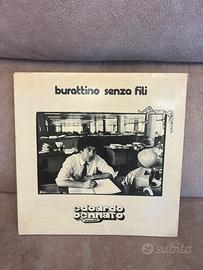 burattino senza fili
edoardo
bennato
subito